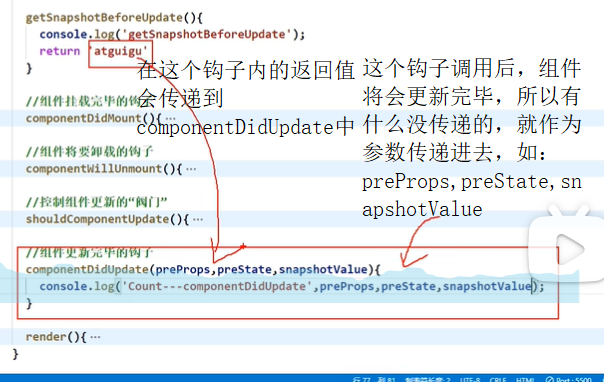 getSnapshotBeforeUpdate(){
console.log('getSnapshotBeforeUpdate');
return 'atguigu'
}
在这个钩子内的返回值
会传递到
componentDidUpdate中
这个钩子调用后，组件
将会更新完毕，所以有
什么没传递的，就作为
参数传递进去，如：
preProps,preState,sn
apshotValue
//组件挂载完毕的钩子
componentDidMount(){ ...
//组件将要卸载的钩子
componentWillUnmount(){ ...
//控制组件更新的“阀门”
shouldComponentUpdate(){ ...
//组件更新完毕的钩子
componentDidUpdate(preProps,preState,snapshotValue){
console.log('Count---componentDidUpdate',preProps,preState,snapshotValue);
}
render(){ ...
}
行 77，列 81 制表符长度: 2 UTF-8 CRLF HTML Port : 5500